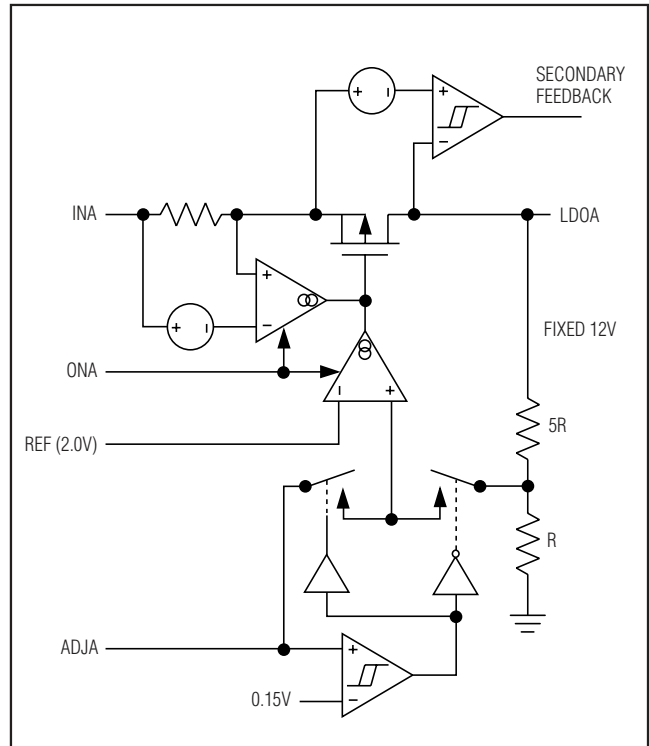 SECONDARY
FEEDBACK
+
−
+
−
INA
LDOA
+
−
+
−
FIXED 12V
ONA
−
+
5R
REF (2.0V)
R
ADJA
+
0.15V
−